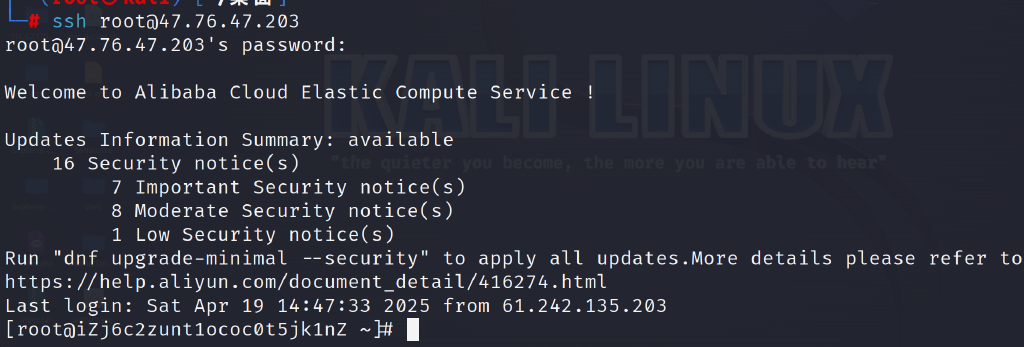 (root㉿kali)-[~/桌面]
└─# ssh root@47.76.47.203
root@47.76.47.203's password:
Welcome to Alibaba Cloud Elastic Compute Service !
Updates Information Summary: available
16 Security notice(s)
7 Important Security notice(s)
8 Moderate Security notice(s)
1 Low Security notice(s)
Run "dnf upgrade-minimal --security" to apply all updates.More details please refer to
https://help.aliyun.com/document_detail/416274.html
Last login: Sat Apr 19 14:47:33 2025 from 61.242.135.203
[root@iZj6c2zunt1ococ0t5jk1nZ ~]#
KALI LINUX
"the quieter you become, the more you are able to hear"